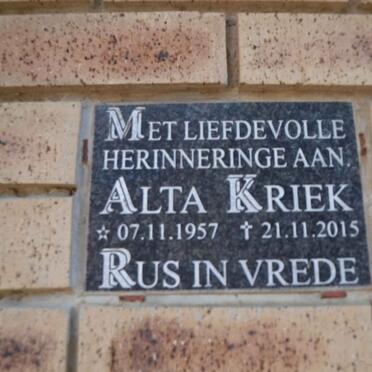 MET LIEFDEVOLLE
HERINNERINGE AAN.
ALTA KRIEK
☆ 07.11.1957 ✝ 21.11.2015
RUS IN VREDE